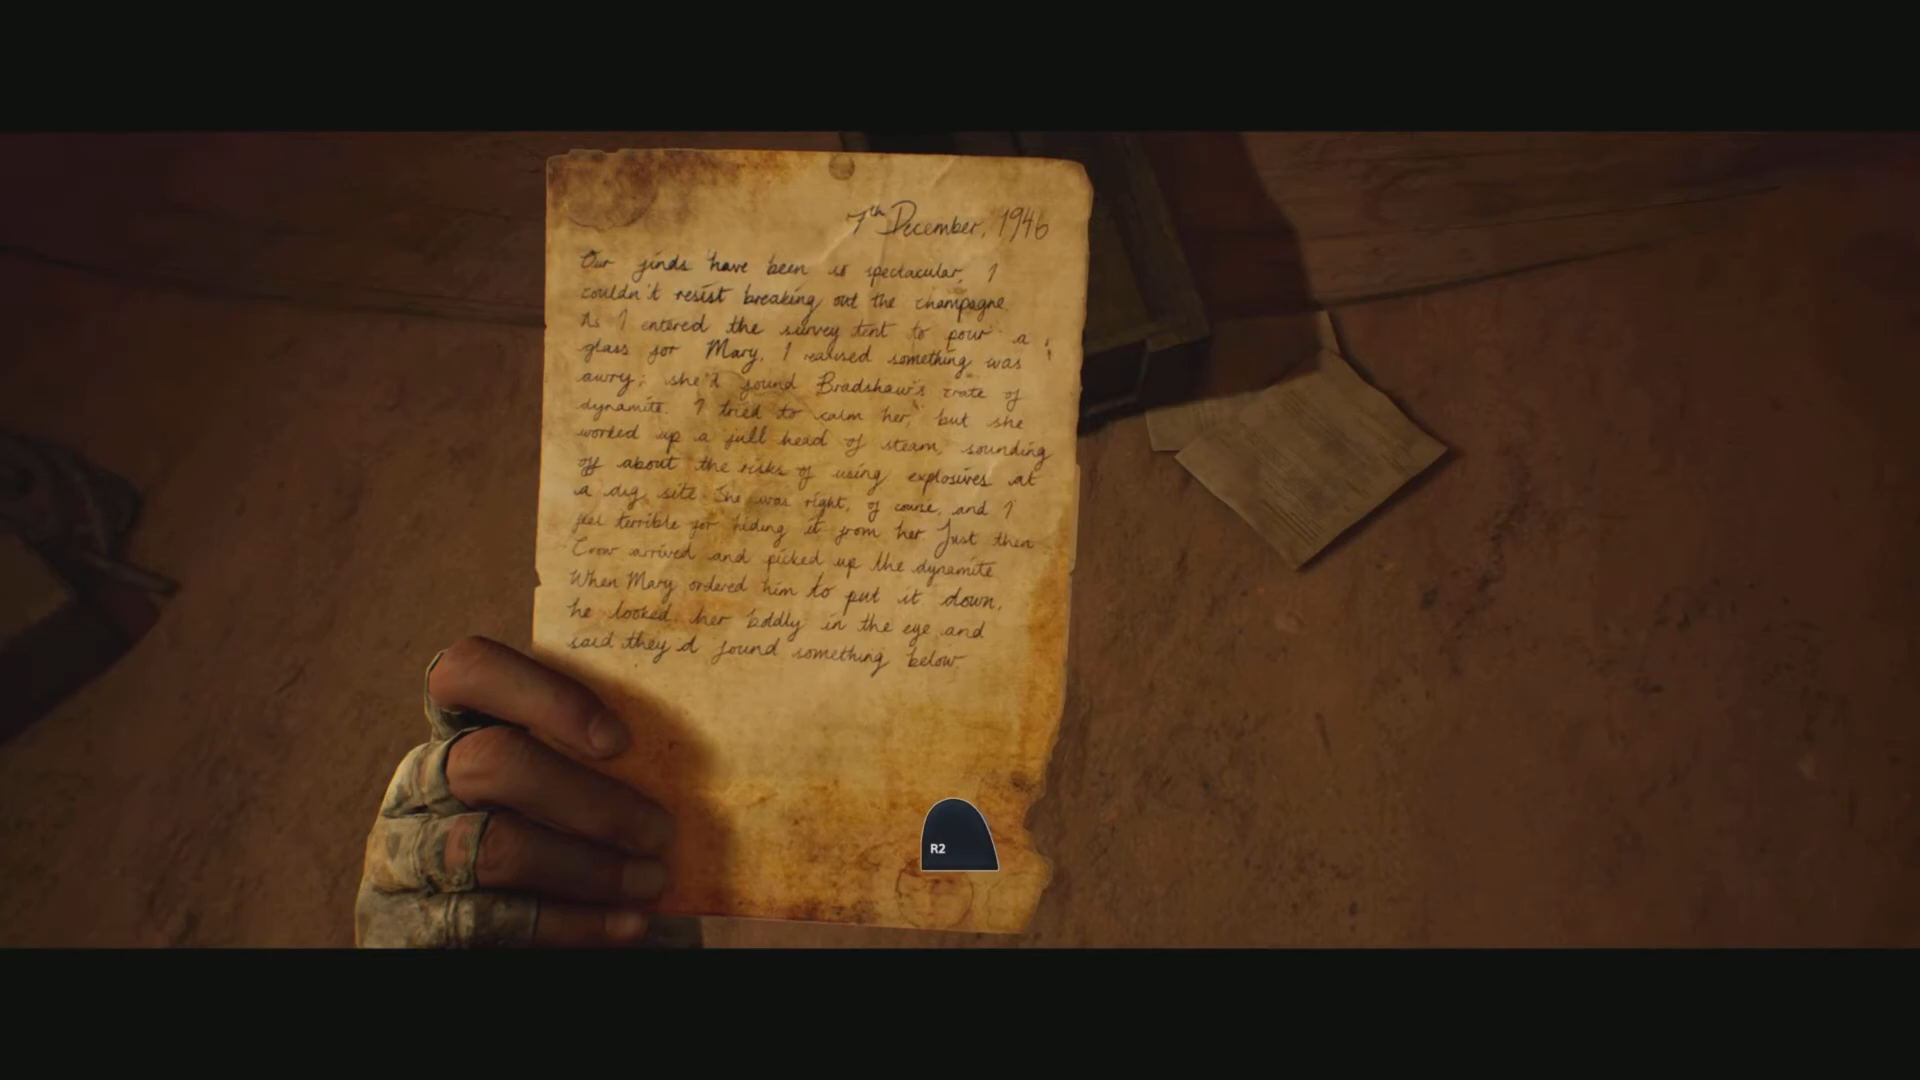 7th December, 1946
Our finds have been so spectacular, I
couldn't resist breaking out the champagne.
As I entered the survey tent to pour a
glass for Mary, I realised something was
awry; she'd found Bradshaw's crate of
dynamite. I tried to calm her, but she
worked up a full head of steam, sounding
off about the risks of using explosives at
a dig site. She was right, of course, and I
feel terrible for hiding it from her. Just then
Crow arrived and picked up the dynamite.
When Mary ordered him to put it down,
he looked her boldly in the eye and
said they'd found something below.
R2